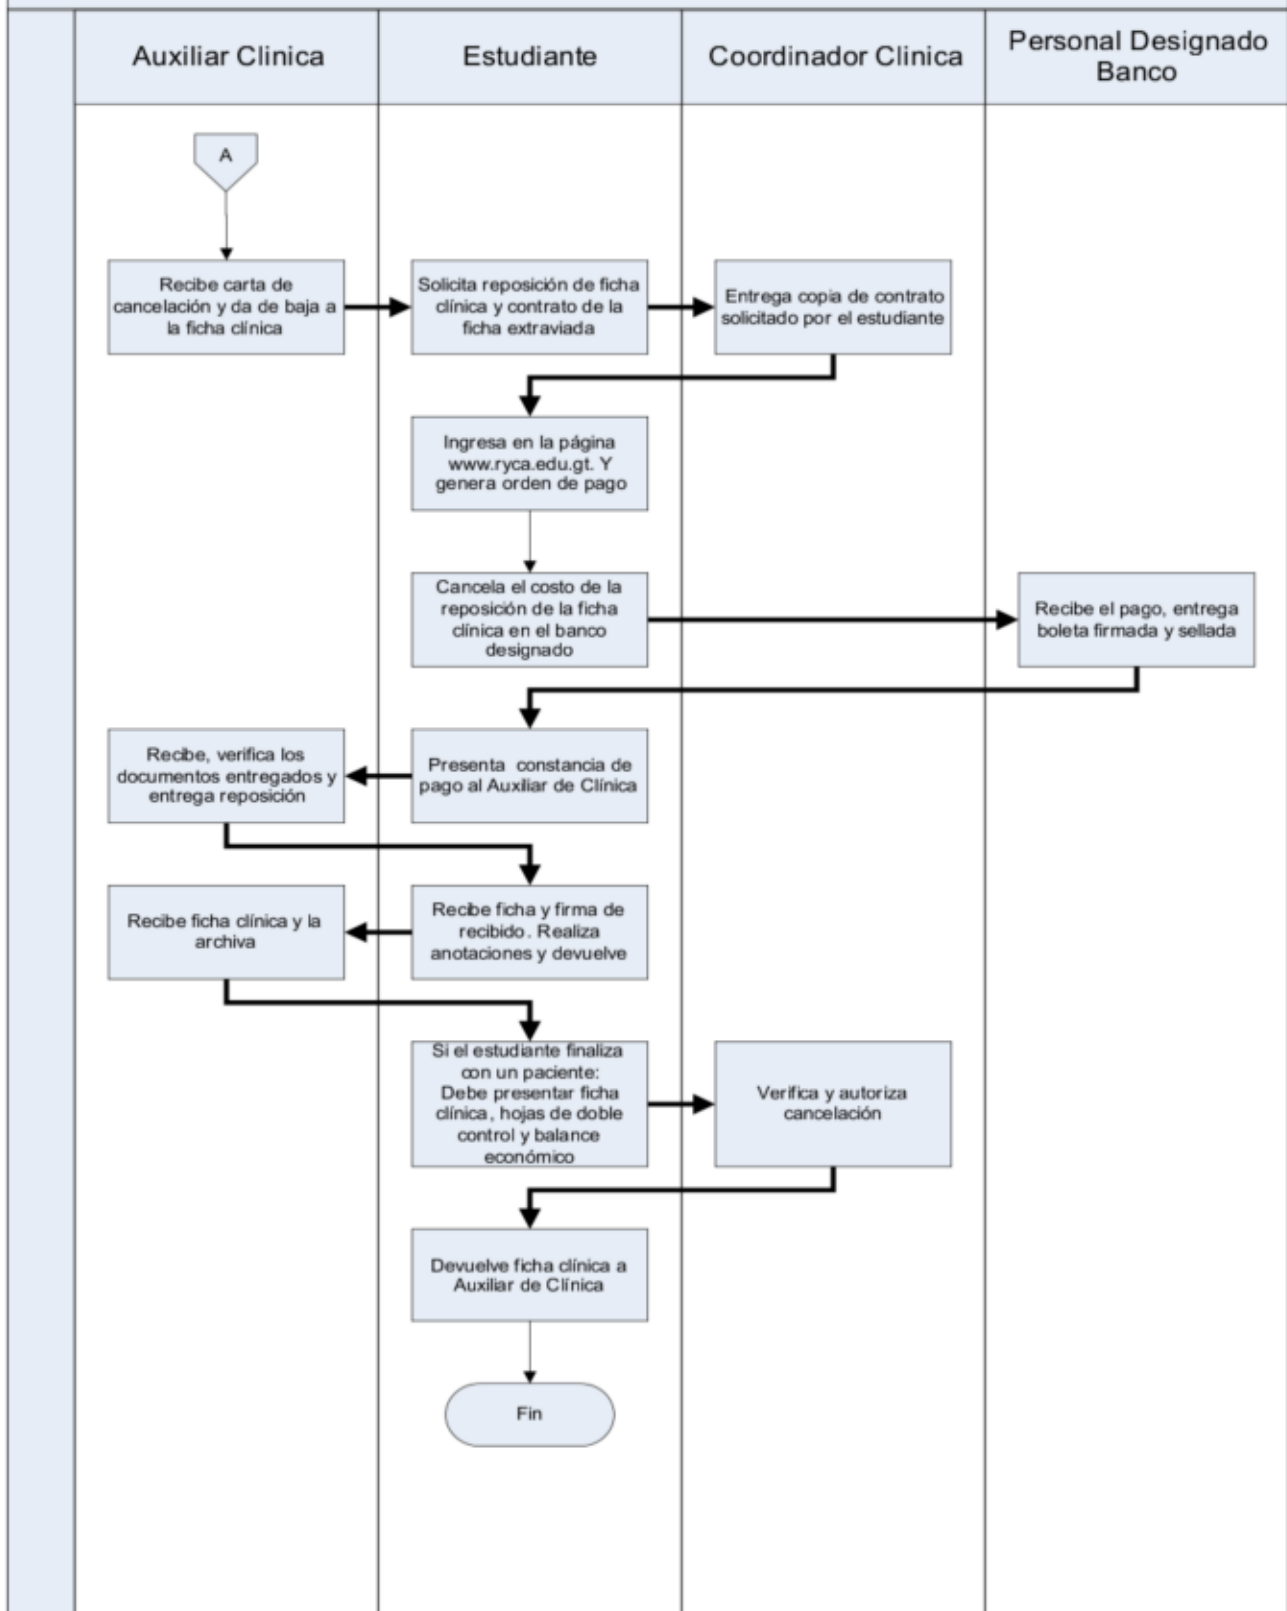 Auxiliar Clinica
Estudiante
Coordinador Clinica
Personal Designado
Banco
A
Recibe carta de
cancelación y da de baja a
la ficha clínica
Solicita reposición de ficha
clínica y contrato de la
ficha extraviada
Entrega copia de contrato
solicitado por el estudiante
Ingresa en la página
www.ryca.edu.gt. Y
genera orden de pago
Cancela el costo de la
reposición de la ficha
clínica en el banco
designado
Recibe el pago, entrega
boleta firmada y sellada
Presenta constancia de
pago al Auxiliar de Clínica
Recibe, verifica los
documentos entregados y
entrega reposición
Recibe ficha y firma de
recibido. Realiza
anotaciones y devuelve
Recibe ficha clínica y la
archiva
Si el estudiante finaliza
con un paciente:
Debe presentar ficha
clínica, hojas de doble
control y balance
económico
Verifica y autoriza
cancelación
Devuelve ficha clínica a
Auxiliar de Clínica
Fin